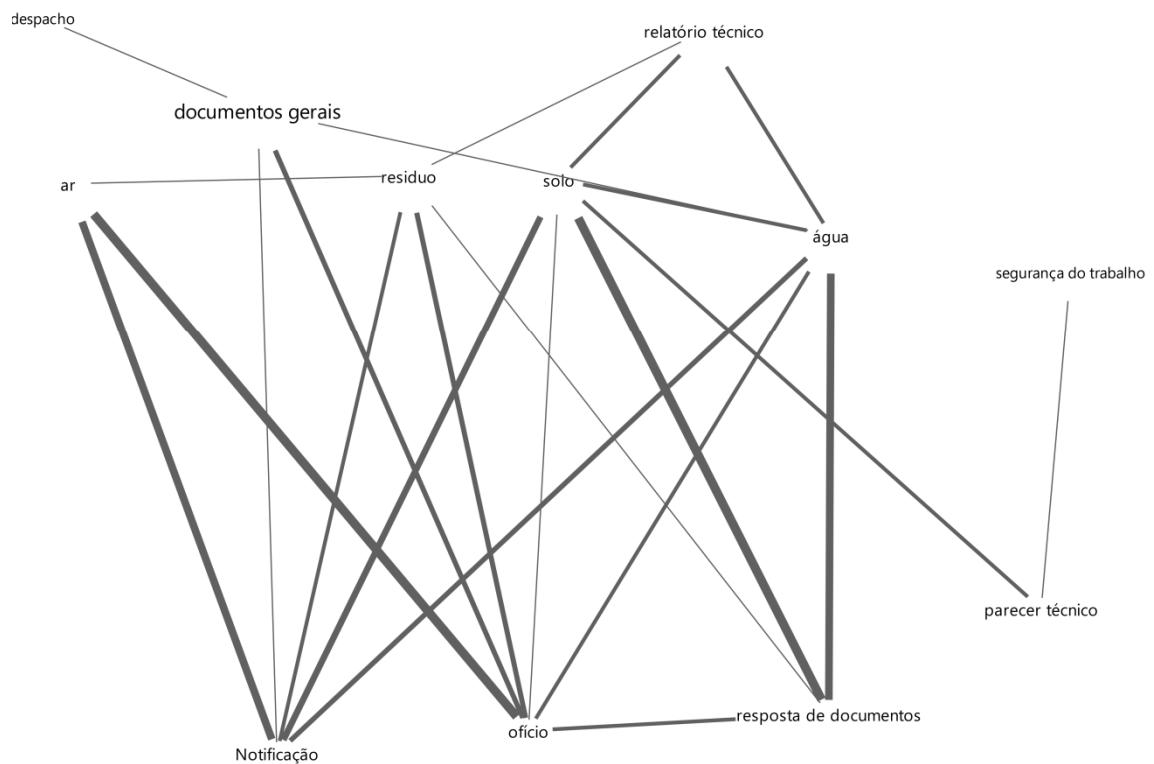 despacho
relatório técnico
documentos gerais
ar
residuo
solo
água
segurança do trabalho
parecer técnico
resposta de documentos
ofício
Notificação